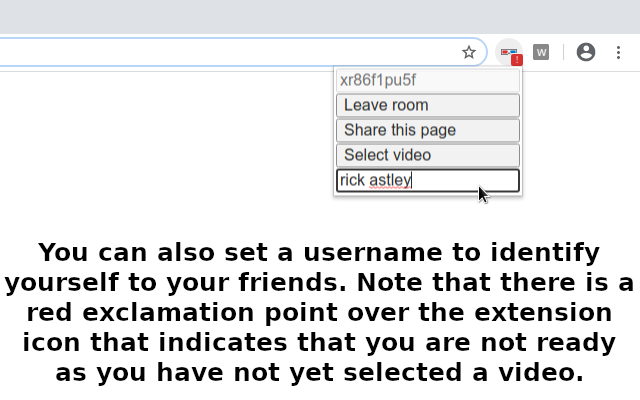 W
!
xr86f1pu5f
Leave room
Share this page
Select video
rick astley
You can also set a username to identify
yourself to your friends. Note that there is a
red exclamation point over the extension
icon that indicates that you are not ready
as you have not yet selected a video.